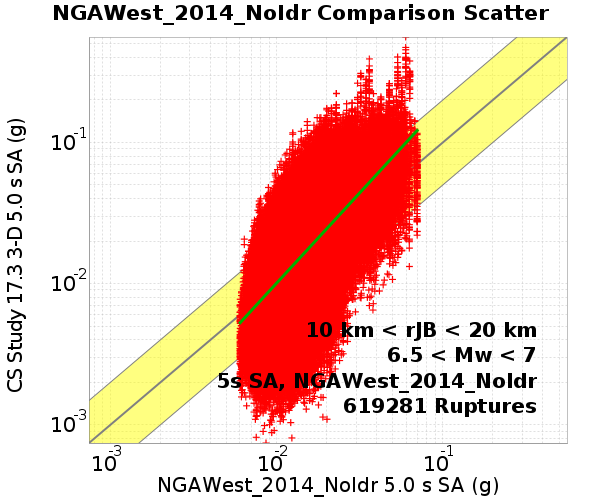 NGAWest_2014_NoIdr Comparison Scatter
CS Study 17.3 3-D 5.0 s SA (g)
10^-1
10^-2
10^-3
10 km < rJB < 20 km
6.5 < Mw < 7
5s SA, NGAWest_2014_NoIdr
619281 Ruptures
10^-3 10^-2 10^-1
NGAWest_2014_NoIdr 5.0 s SA (g)